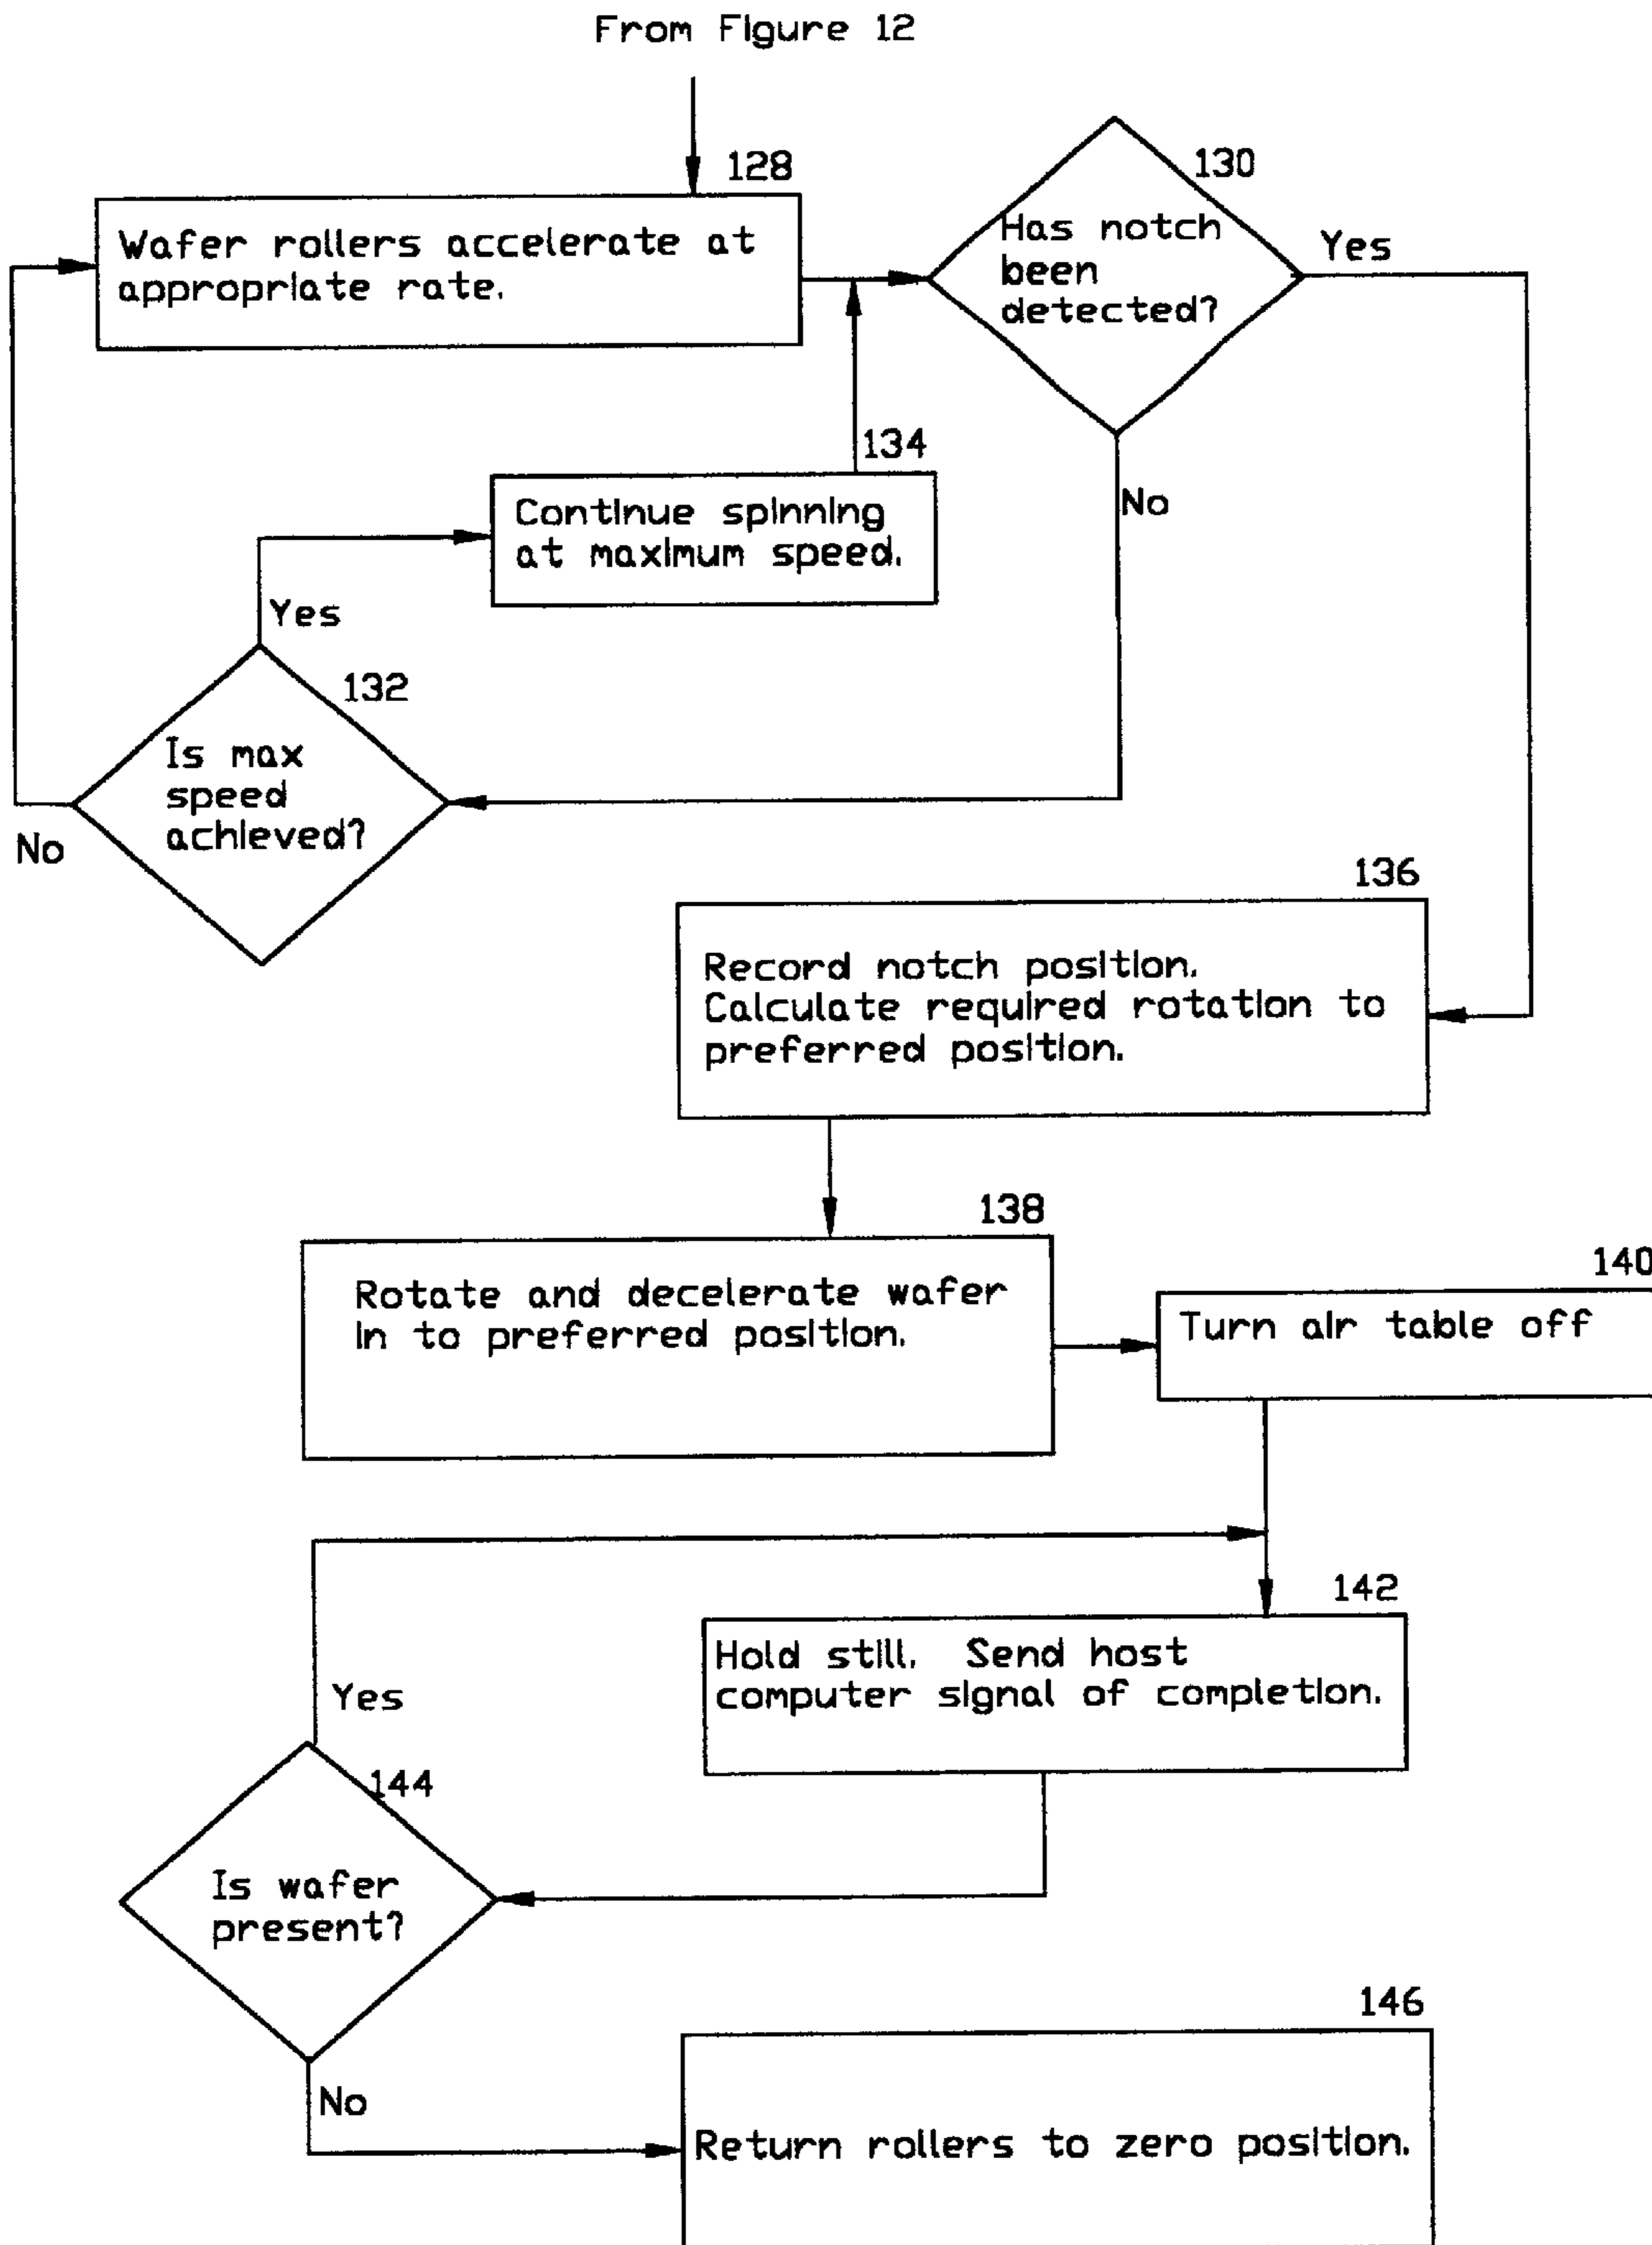 From Figure 12
128
Wafer rollers accelerate at
appropriate rate.
130
Has notch
been
detected?
Yes
No
134
Continue spinning
at maximum speed.
Yes
132
Is max
speed
achieved?
No
136
Record notch position.
Calculate required rotation to
preferred position.
138
Rotate and decelerate wafer
in to preferred position.
140
Turn air table off
142
Hold still. Send host
computer signal of completion.
Yes
144
Is wafer
present?
No
146
Return rollers to zero position.